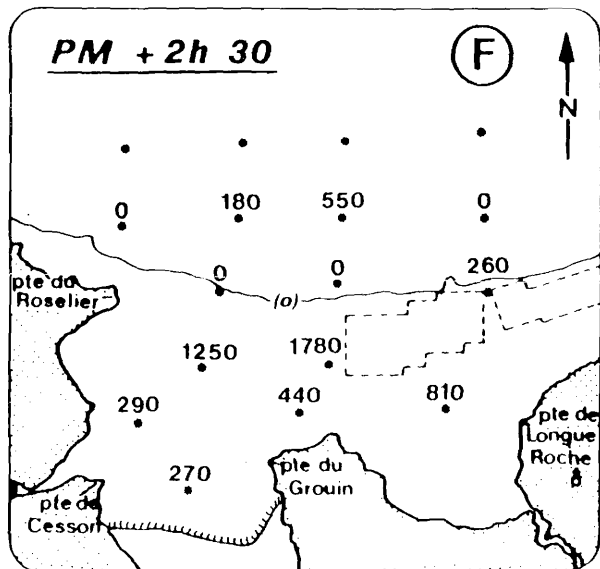 PM + 2h 30
F
N
0
180
550
0
0
0
260
(o)
pte du
Roselier
1250
1780
290
440
810
270
pte du
Grouin
pte de
Longue
Roche
pte de
Cesson